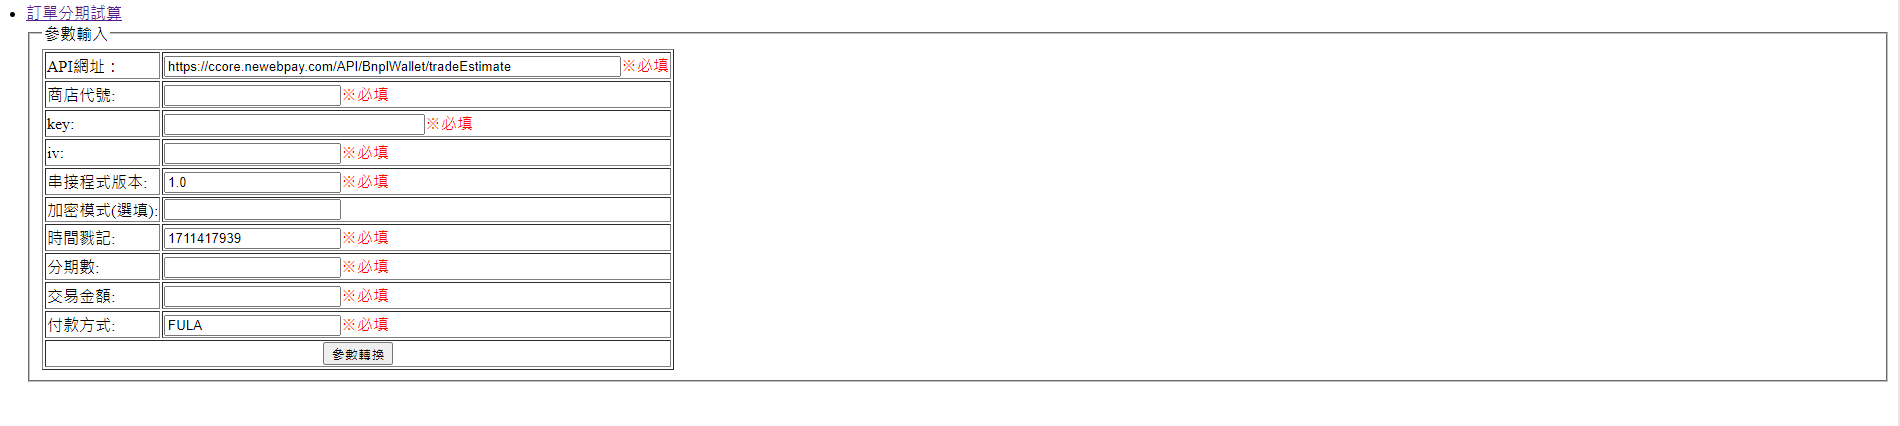 訂單分期試算
參數輸入
API網址： https://ccore.newebpay.com/API/BnplWallet/tradeEstimate ※必填
商店代號: ※必填
key: ※必填
iv: ※必填
串接程式版本: 1.0 ※必填
加密模式(選填):
時間戳記: 1711417939 ※必填
分期數: ※必填
交易金額: ※必填
付款方式: FULA ※必填
參數轉換